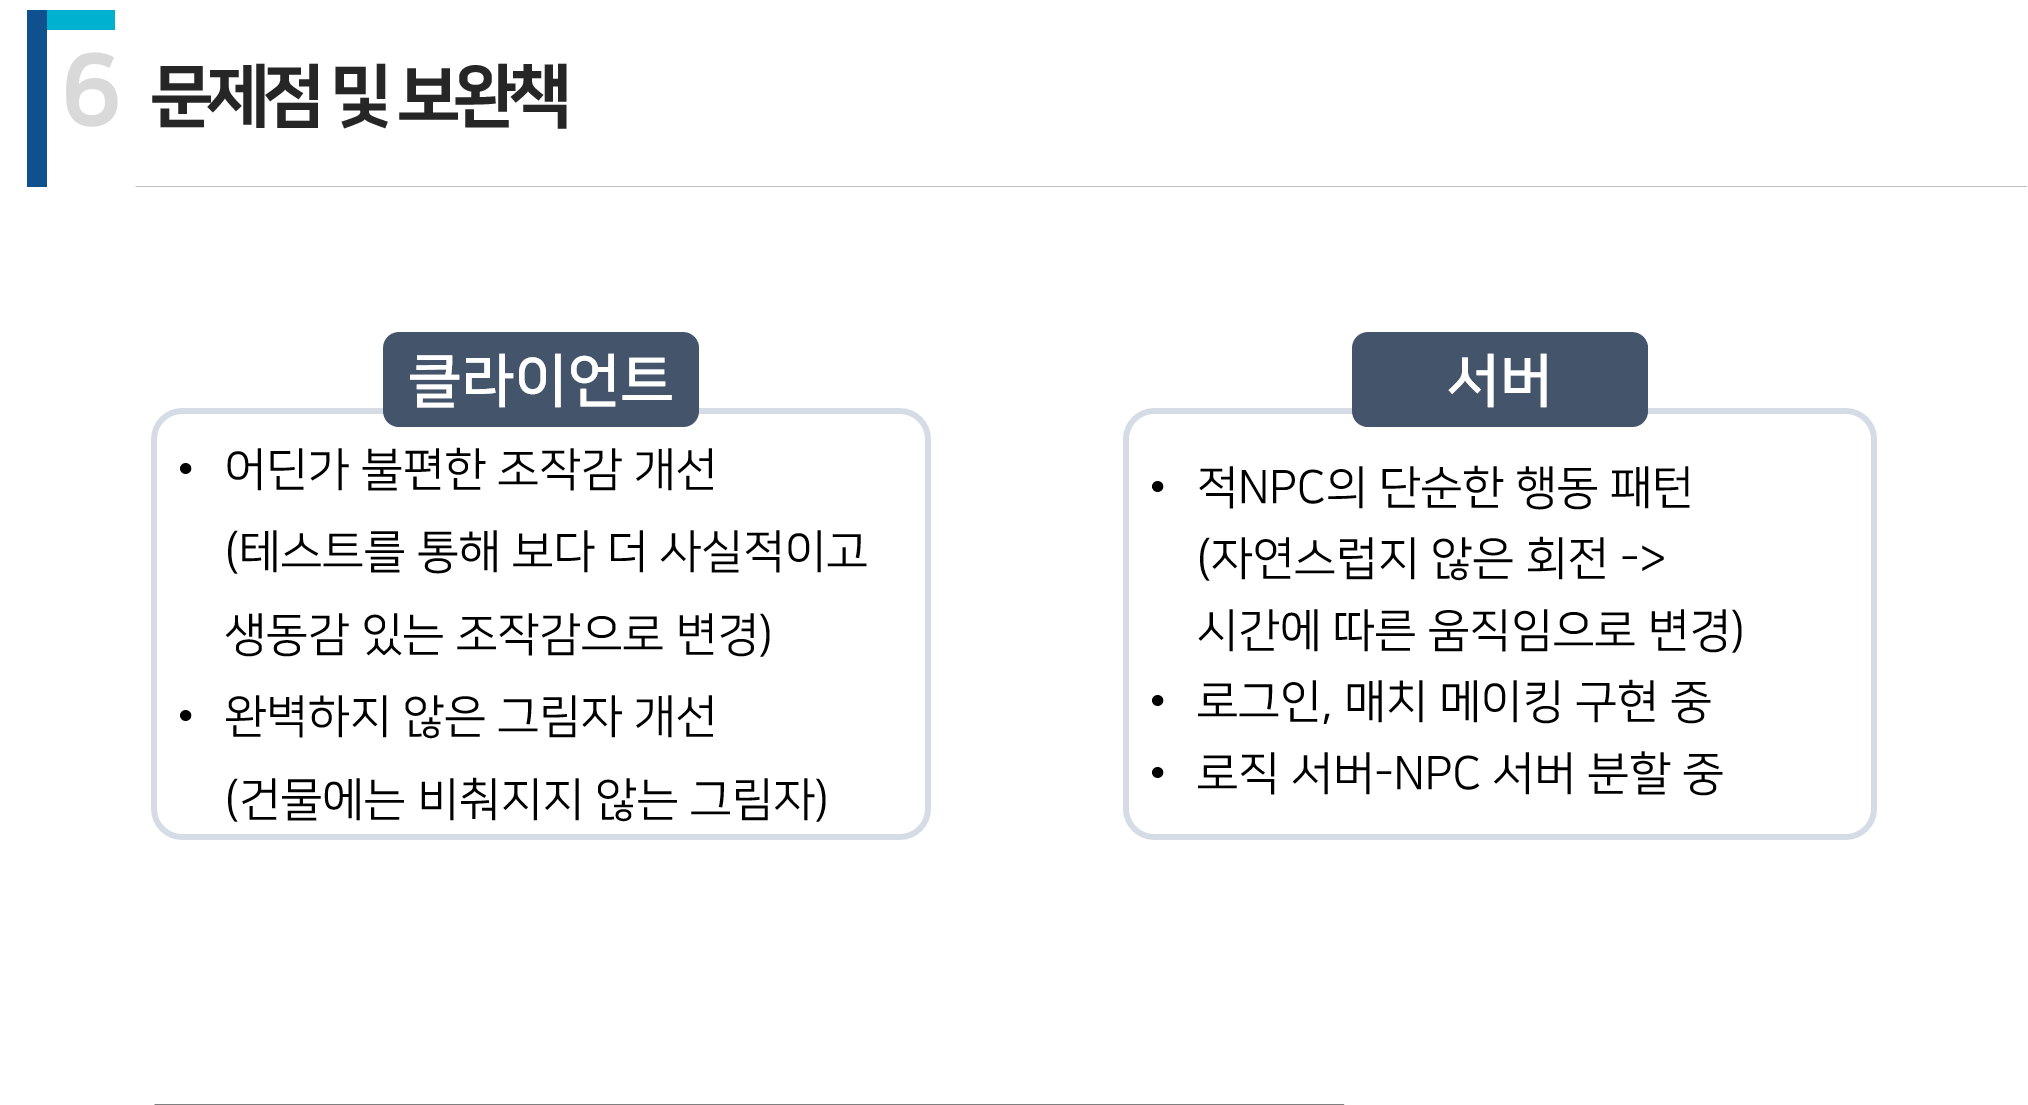 6 문제점 및 보완책
클라이언트
• 어딘가 불편한 조작감 개선
(테스트를 통해 보다 더 사실적이고
생동감 있는 조작감으로 변경)
• 완벽하지 않은 그림자 개선
(건물에는 비춰지지 않는 그림자)
서버
• 적NPC의 단순한 행동 패턴
(자연스럽지 않은 회전 ->
시간에 따른 움직임으로 변경)
• 로그인, 매치 메이킹 구현 중
• 로직 서버-NPC 서버 분할 중